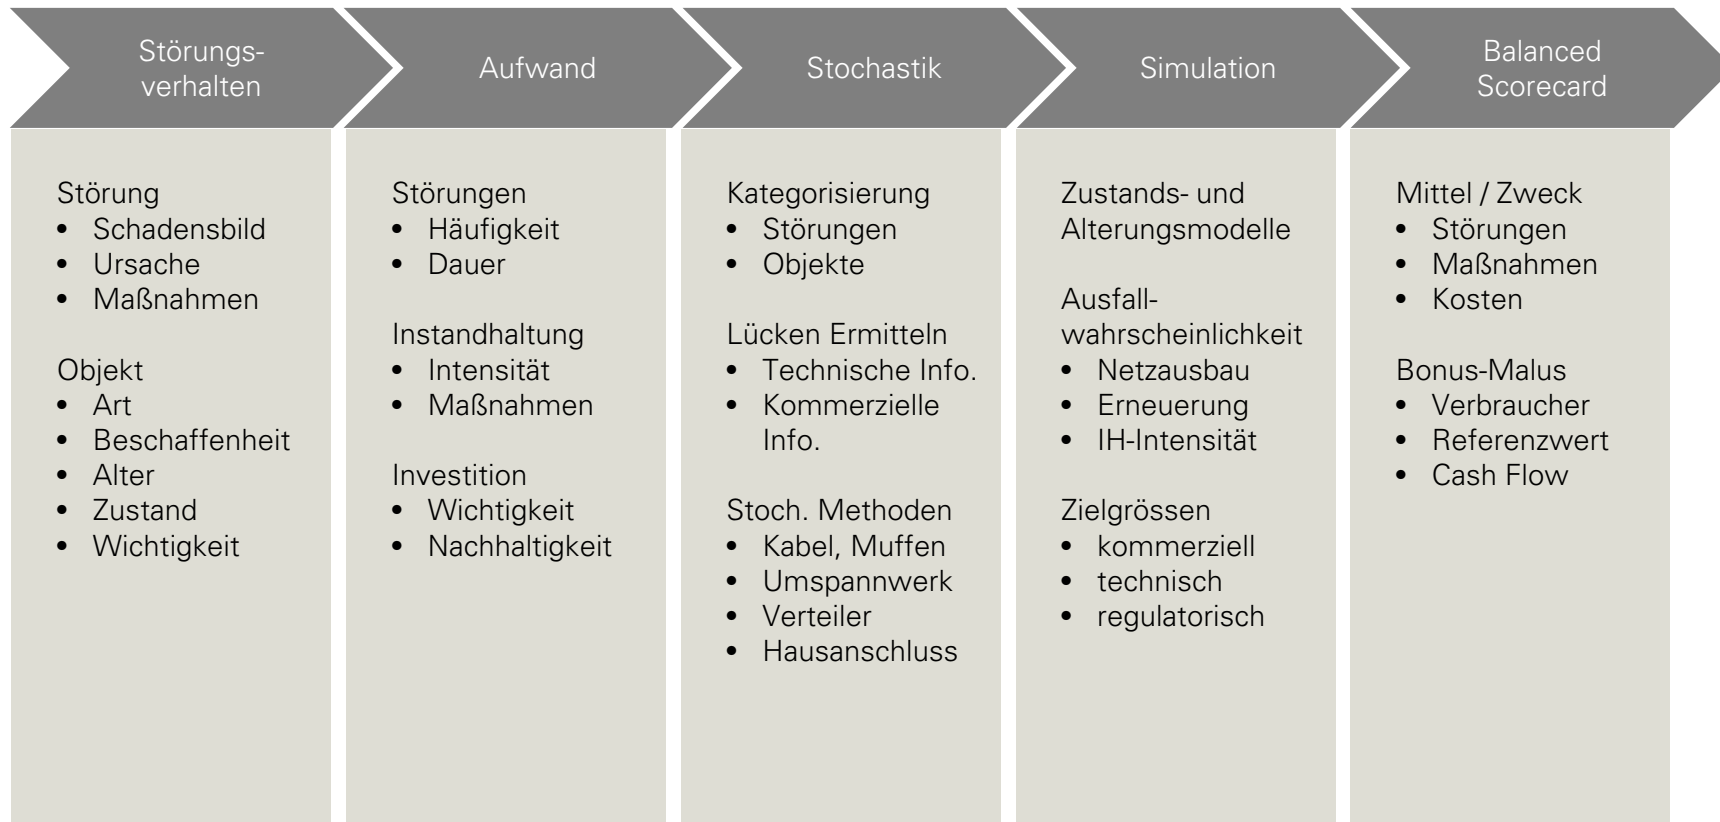 Störungs-
verhalten
Aufwand
Stochastik
Simulation
Balanced
Scorecard
Störung
• Schadensbild
• Ursache
• Maßnahmen
Objekt
• Art
• Beschaffenheit
• Alter
• Zustand
• Wichtigkeit
Störungen
• Häufigkeit
• Dauer
Instandhaltung
• Intensität
• Maßnahmen
Investition
• Wichtigkeit
• Nachhaltigkeit
Kategorisierung
• Störungen
• Objekte
Lücken Ermitteln
• Technische Info.
• Kommerzielle
Info.
Stoch. Methoden
• Kabel, Muffen
• Umspannwerk
• Verteiler
• Hausanschluss
Zustands- und
Alterungsmodelle
Ausfall-
wahrscheinlichkeit
• Netzausbau
• Erneuerung
• IH-Intensität
Zielgrössen
• kommerziell
• technisch
• regulatorisch
Mittel / Zweck
• Störungen
• Maßnahmen
• Kosten
Bonus-Malus
• Verbraucher
• Referenzwert
• Cash Flow